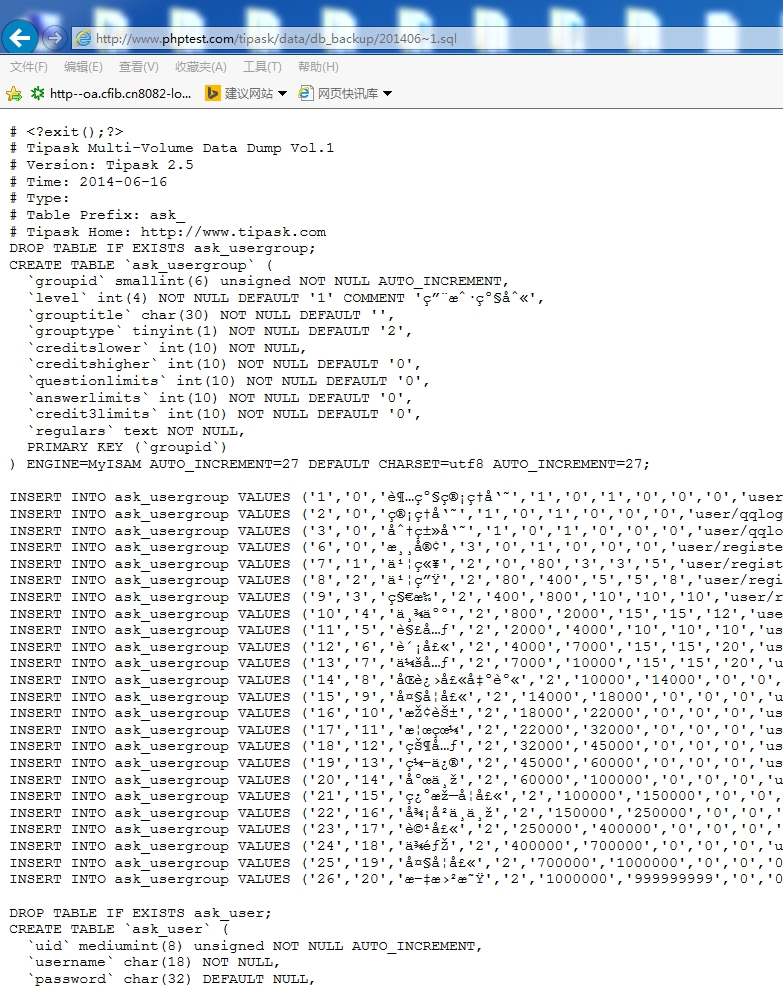 http://www.phptest.com/tipask/data/db_backup/201406~1.sql
文件(F) 编辑(E) 查看(V) 收藏夹(A) 工具(T) 帮助(H)
http--oa.cfib.cn8082-lo... 建议网站 网页快讯库
# <?exit();?>
# Tipask Multi-Volume Data Dump Vol.1
# Version: Tipask 2.5
# Time: 2014-06-16
# Type:
# Table Prefix: ask_
# Tipask Home: http://www.tipask.com
DROP TABLE IF EXISTS ask_usergroup;
CREATE TABLE `ask_usergroup` (
`groupid` smallint(6) unsigned NOT NULL AUTO_INCREMENT,
`level` int(4) NOT NULL DEFAULT '1' COMMENT 'ç”¨æˆ·çº§åˆ«',
`grouptitle` char(30) NOT NULL DEFAULT '',
`grouptype` tinyint(1) NOT NULL DEFAULT '2',
`creditslower` int(10) NOT NULL,
`creditshigher` int(10) NOT NULL DEFAULT '0',
`questionlimits` int(10) NOT NULL DEFAULT '0',
`answerlimits` int(10) NOT NULL DEFAULT '0',
`credit3limits` int(10) NOT NULL DEFAULT '0',
`regulars` text NOT NULL,
PRIMARY KEY (`groupid`)
) ENGINE=MyISAM AUTO_INCREMENT=27 DEFAULT CHARSET=utf8 AUTO_INCREMENT=27;
INSERT INTO ask_usergroup VALUES ('1','0','è¶…çº§ç®¡ç†å‘˜','1','0','1','0','0','0','user
INSERT INTO ask_usergroup VALUES ('2','0','ç®¡ç†å‘˜','1','0','1','0','0','0','user/qqlog
INSERT INTO ask_usergroup VALUES ('3','0','åˆ†ç±»å‘˜','1','0','1','0','0','0','user/qqlo
INSERT INTO ask_usergroup VALUES ('6','0','æ¸¸å®¢','3','0','1','0','0','0','user/registe
INSERT INTO ask_usergroup VALUES ('7','1','ä¹¦ç«¥','2','0','80','3','3','5','user/regist
INSERT INTO ask_usergroup VALUES ('8','2','ä¹¦ç”Ÿ','2','80','400','5','5','8','user/regi
INSERT INTO ask_usergroup VALUES ('9','3','ç§€æ‰','2','400','800','10','10','10','user/r
INSERT INTO ask_usergroup VALUES ('10','4','ä¸¾äºº','2','800','2000','15','15','12','use
INSERT INTO ask_usergroup VALUES ('11','5','è§£å…ƒ','2','2000','4000','10','10','10','us
INSERT INTO ask_usergroup VALUES ('12','6','è´¡å£«','2','4000','7000','15','15','20','us
INSERT INTO ask_usergroup VALUES ('13','7','ä¼šå…ƒ','2','7000','10000','15','15','20','u
INSERT INTO ask_usergroup VALUES ('14','8','åŒè¿›å£«å‡ºèº«','2','10000','14000','0','0',
INSERT INTO ask_usergroup VALUES ('15','9','å¤§å­¦å£«','2','14000','18000','0','0','0','u
INSERT INTO ask_usergroup VALUES ('16','10','æŽ¢èŠ±','2','18000','22000','0','0','0','us
INSERT INTO ask_usergroup VALUES ('17','11','æ¦œçœ¼','2','22000','32000','0','0','0','us
INSERT INTO ask_usergroup VALUES ('18','12','çŠ¶å…ƒ','2','32000','45000','0','0','0','us
INSERT INTO ask_usergroup VALUES ('19','13','ç¼–ä¿®','2','45000','60000','0','0','0','us
INSERT INTO ask_usergroup VALUES ('20','14','åºœä¸ž','2','60000','100000','0','0','0','u
INSERT INTO ask_usergroup VALUES ('21','15','ç¿°æž—å­¦å£«','2','100000','150000','0','0',
INSERT INTO ask_usergroup VALUES ('22','16','å¾¡å²ä¸­ä¸ž','2','150000','250000','0','0','
INSERT INTO ask_usergroup VALUES ('23','17','è©¹å£«','2','250000','400000','0','0','0','
INSERT INTO ask_usergroup VALUES ('24','18','ä¾éƒŽ','2','400000','700000','0','0','0','u
INSERT INTO ask_usergroup VALUES ('25','19','å¤§å­¦å£«','2','700000','1000000','0','0','0
INSERT INTO ask_usergroup VALUES ('26','20','æ–‡æ›²æ˜Ÿ','2','1000000','999999999','0','0
DROP TABLE IF EXISTS ask_user;
CREATE TABLE `ask_user` (
`uid` mediumint(8) unsigned NOT NULL AUTO_INCREMENT,
`username` char(18) NOT NULL,
`password` char(32) DEFAULT NULL,